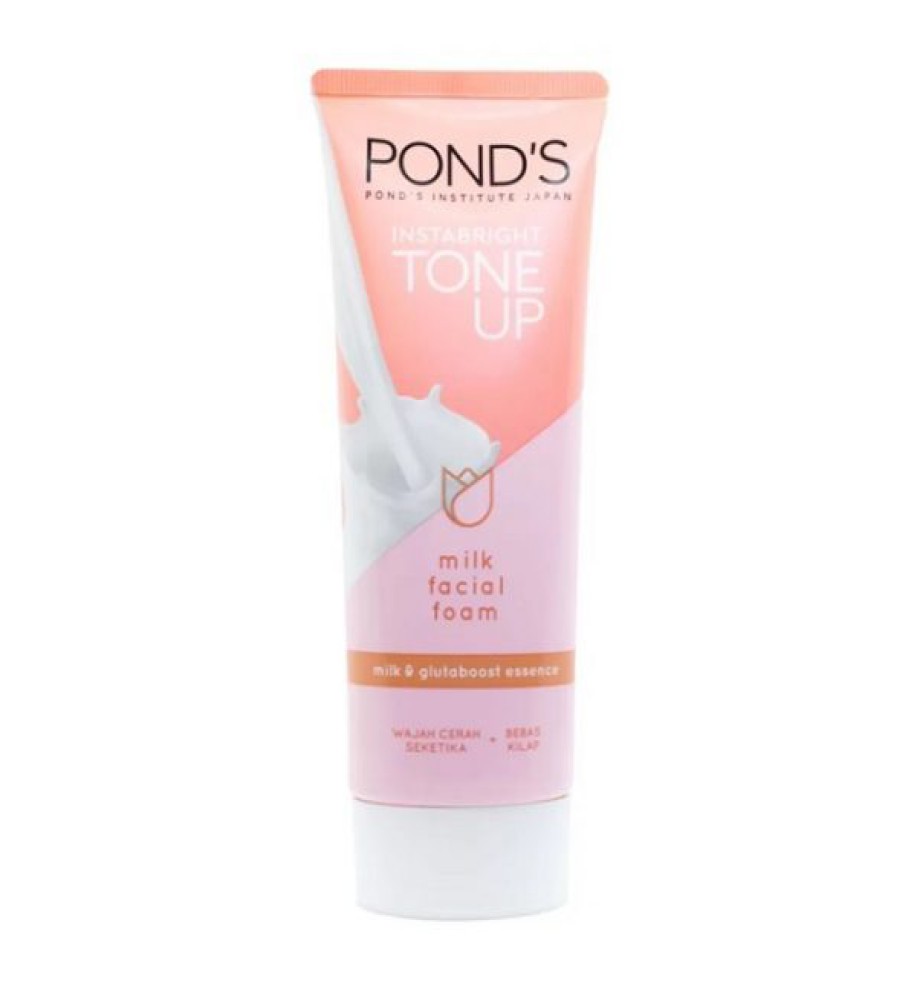 POND'S
POND'S INSTITUTE JAPAN
INSTABRIGHT
TONE
UP
milk
facial
foam
milk & glutaboost essence
WAJAH CERAH
SEKETIKA
+
BEBAS
KILAP